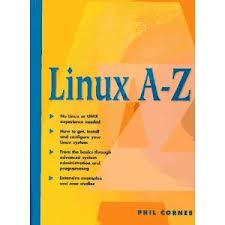 Linux A-Z
No Linux or UNIX
experience needed
How to get, install
and configure your
Linux system
From the basics through
advanced system
administration and
programming
Extensive examples
and case studies
PHIL CORNES